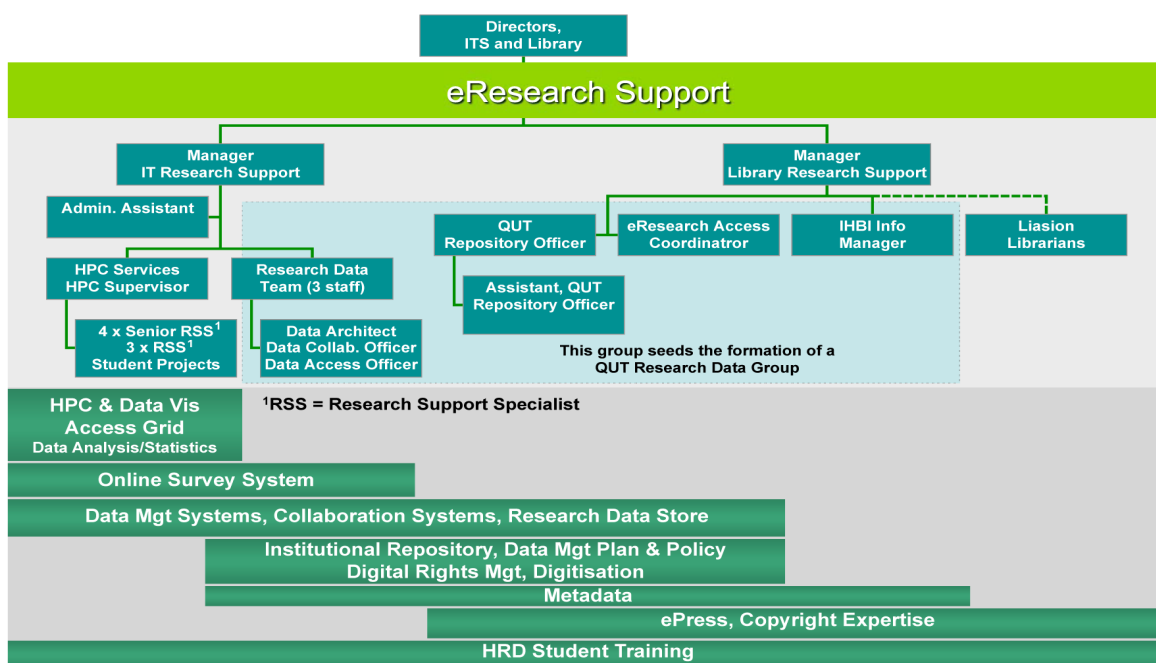 Directors,
ITS and Library
eResearch Support
Manager
IT Research Support
Manager
Library Research Support
Admin. Assistant
QUT
Repository Officer
eResearch Access
Coordinatror
IHBI Info
Manager
Liasion
Librarians
HPC Services
HPC Supervisor
Research Data
Team (3 staff)
Assistant, QUT
Repository Officer
4 x Senior RSS¹
3 x RSS¹
Student Projects
Data Architect
Data Collab. Officer
Data Access Officer
This group seeds the formation of a
QUT Research Data Group
HPC & Data Vis
Access Grid
Data Analysis/Statistics
¹RSS = Research Support Specialist
Online Survey System
Data Mgt Systems, Collaboration Systems, Research Data Store
Institutional Repository, Data Mgt Plan & Policy
Digital Rights Mgt, Digitisation
Metadata
ePress, Copyright Expertise
HRD Student Training